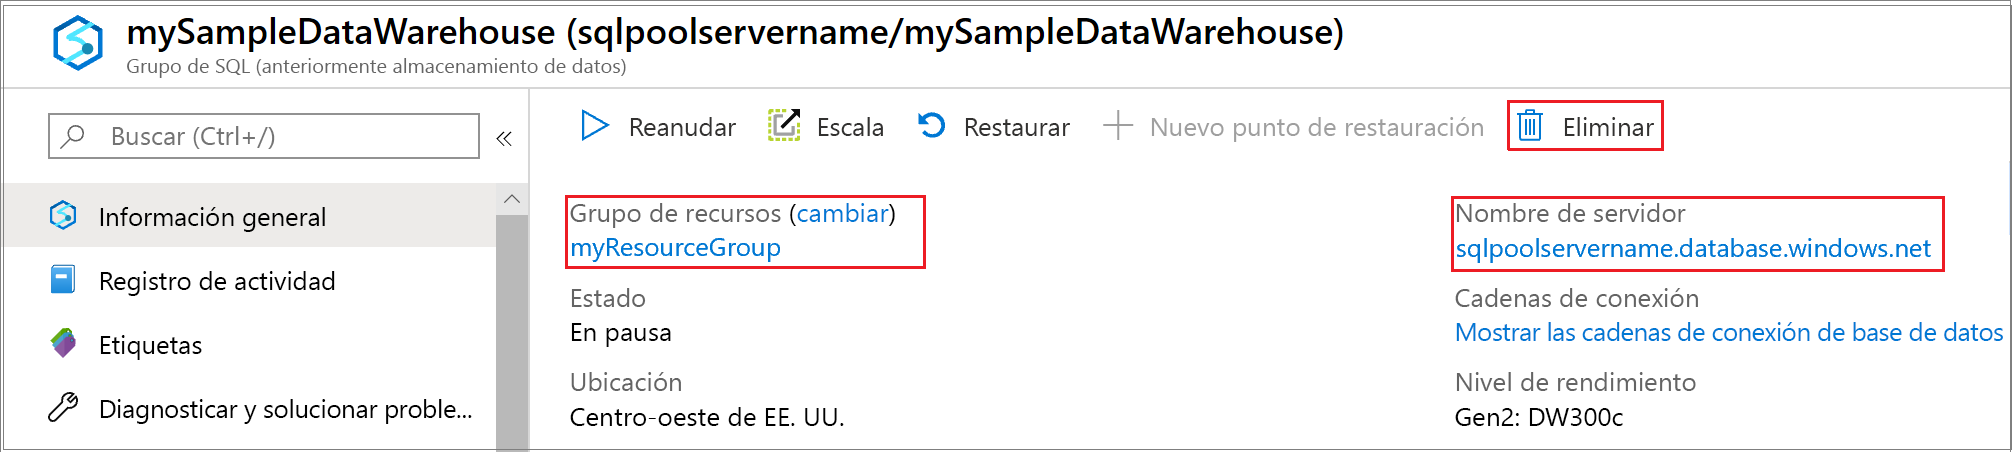 mySampleDataWarehouse (sqlpoolservername/mySampleDataWarehouse)
Grupo de SQL (anteriormente almacenamiento de datos)
Buscar (Ctrl+/)
«
Información general
Registro de actividad
Etiquetas
Diagnosticar y solucionar proble...
Reanudar Escala Restaurar Nuevo punto de restauración Eliminar
Grupo de recursos (cambiar)
myResourceGroup
Estado
En pausa
Ubicación
Centro-oeste de EE. UU.
Nombre de servidor
sqlpoolservername.database.windows.net
Cadenas de conexión
Mostrar las cadenas de conexión de base de datos
Nivel de rendimiento
Gen2: DW300c